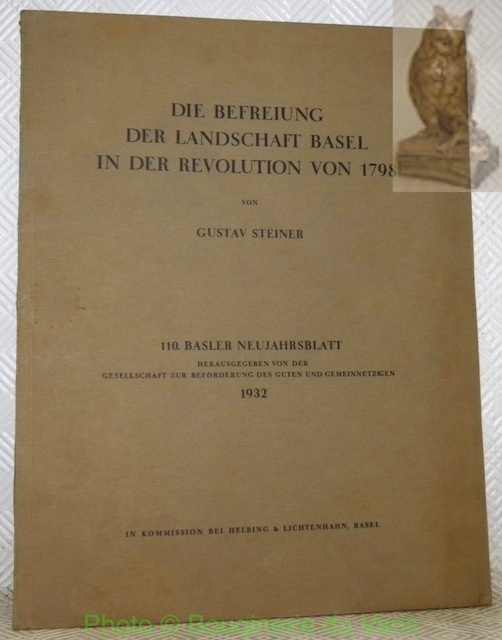 DIE BEFREIUNG
DER LANDSCHAFT BASEL
IN DER REVOLUTION VON 1798
VON
GUSTAV STEINER
110. BASLER NEUJAHRSBLATT
HERAUSGEGEBEN VON DER
GESELLSCHAFT ZUR BEFÖRDERUNG DES GUTEN UND GEMEINNÜTZIGEN
1932
IN KOMMISSION BEI HELBING & LICHTENHAHN, BASEL
Photo © Bouquinerie du Varis